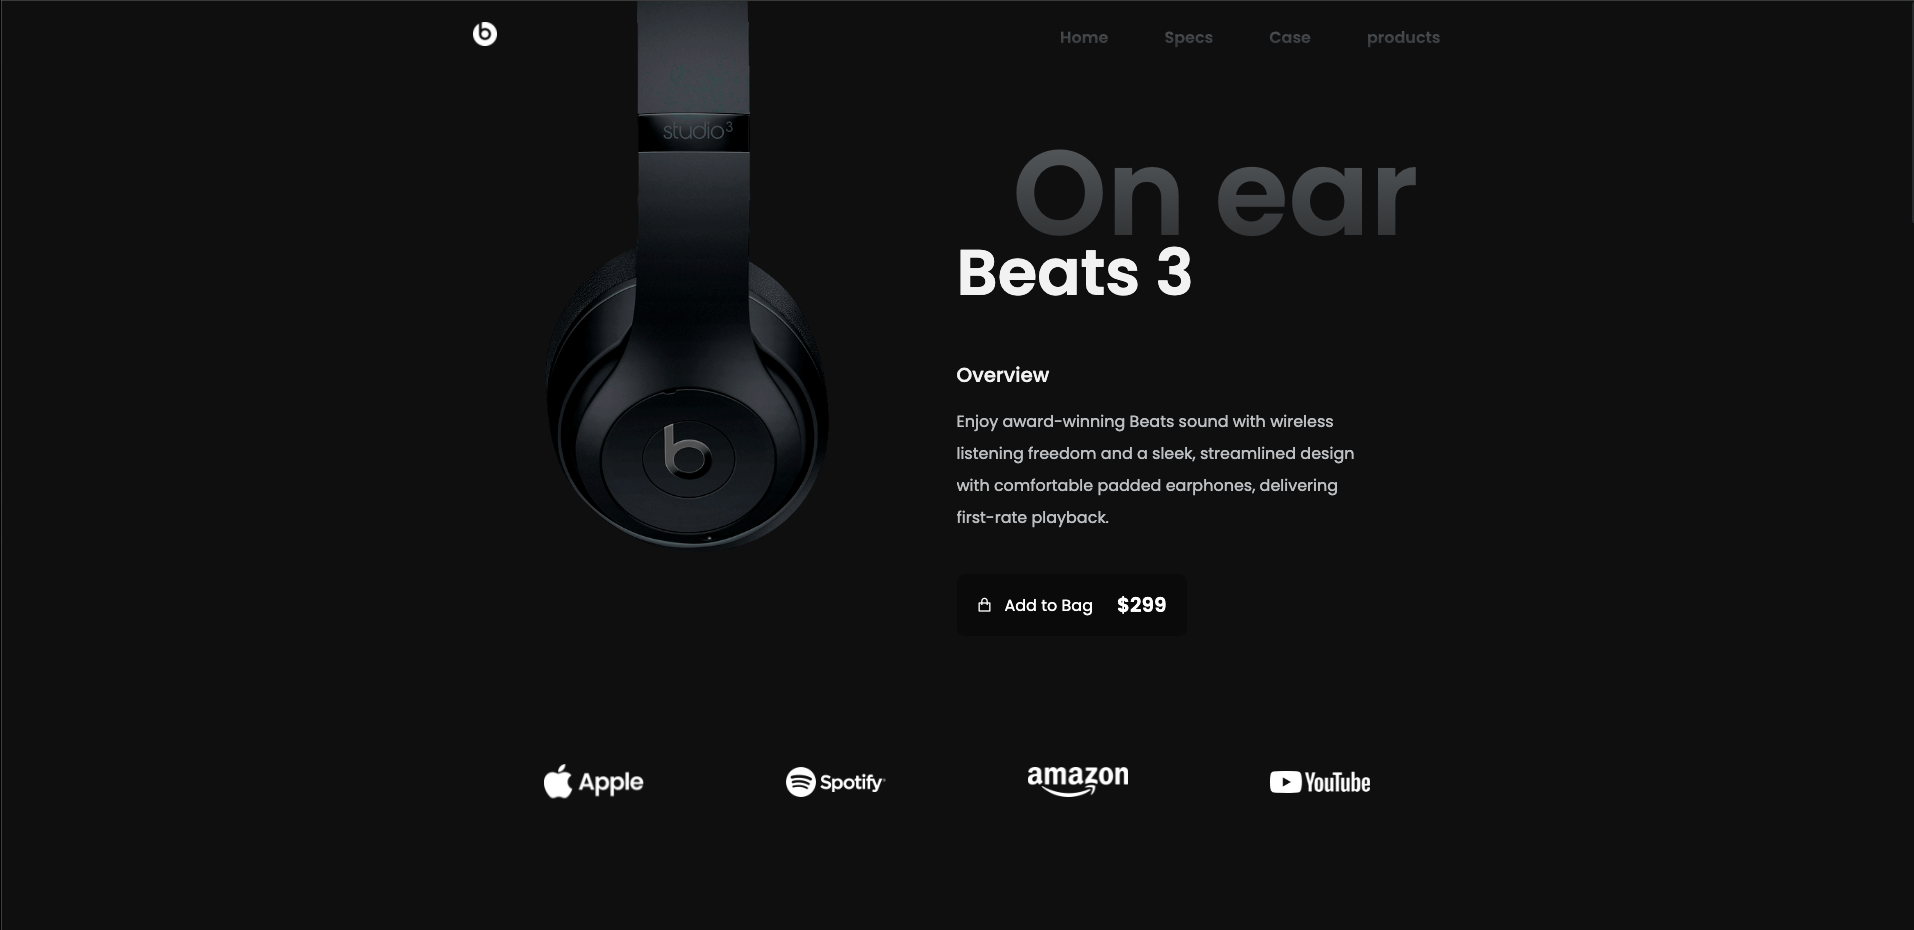 Home Specs Case products
studio3
On ear
Beats 3
Overview
Enjoy award-winning Beats sound with wireless
listening freedom and a sleek, streamlined design
with comfortable padded earphones, delivering
first-rate playback.
Add to Bag $299
Apple Spotify amazon YouTube